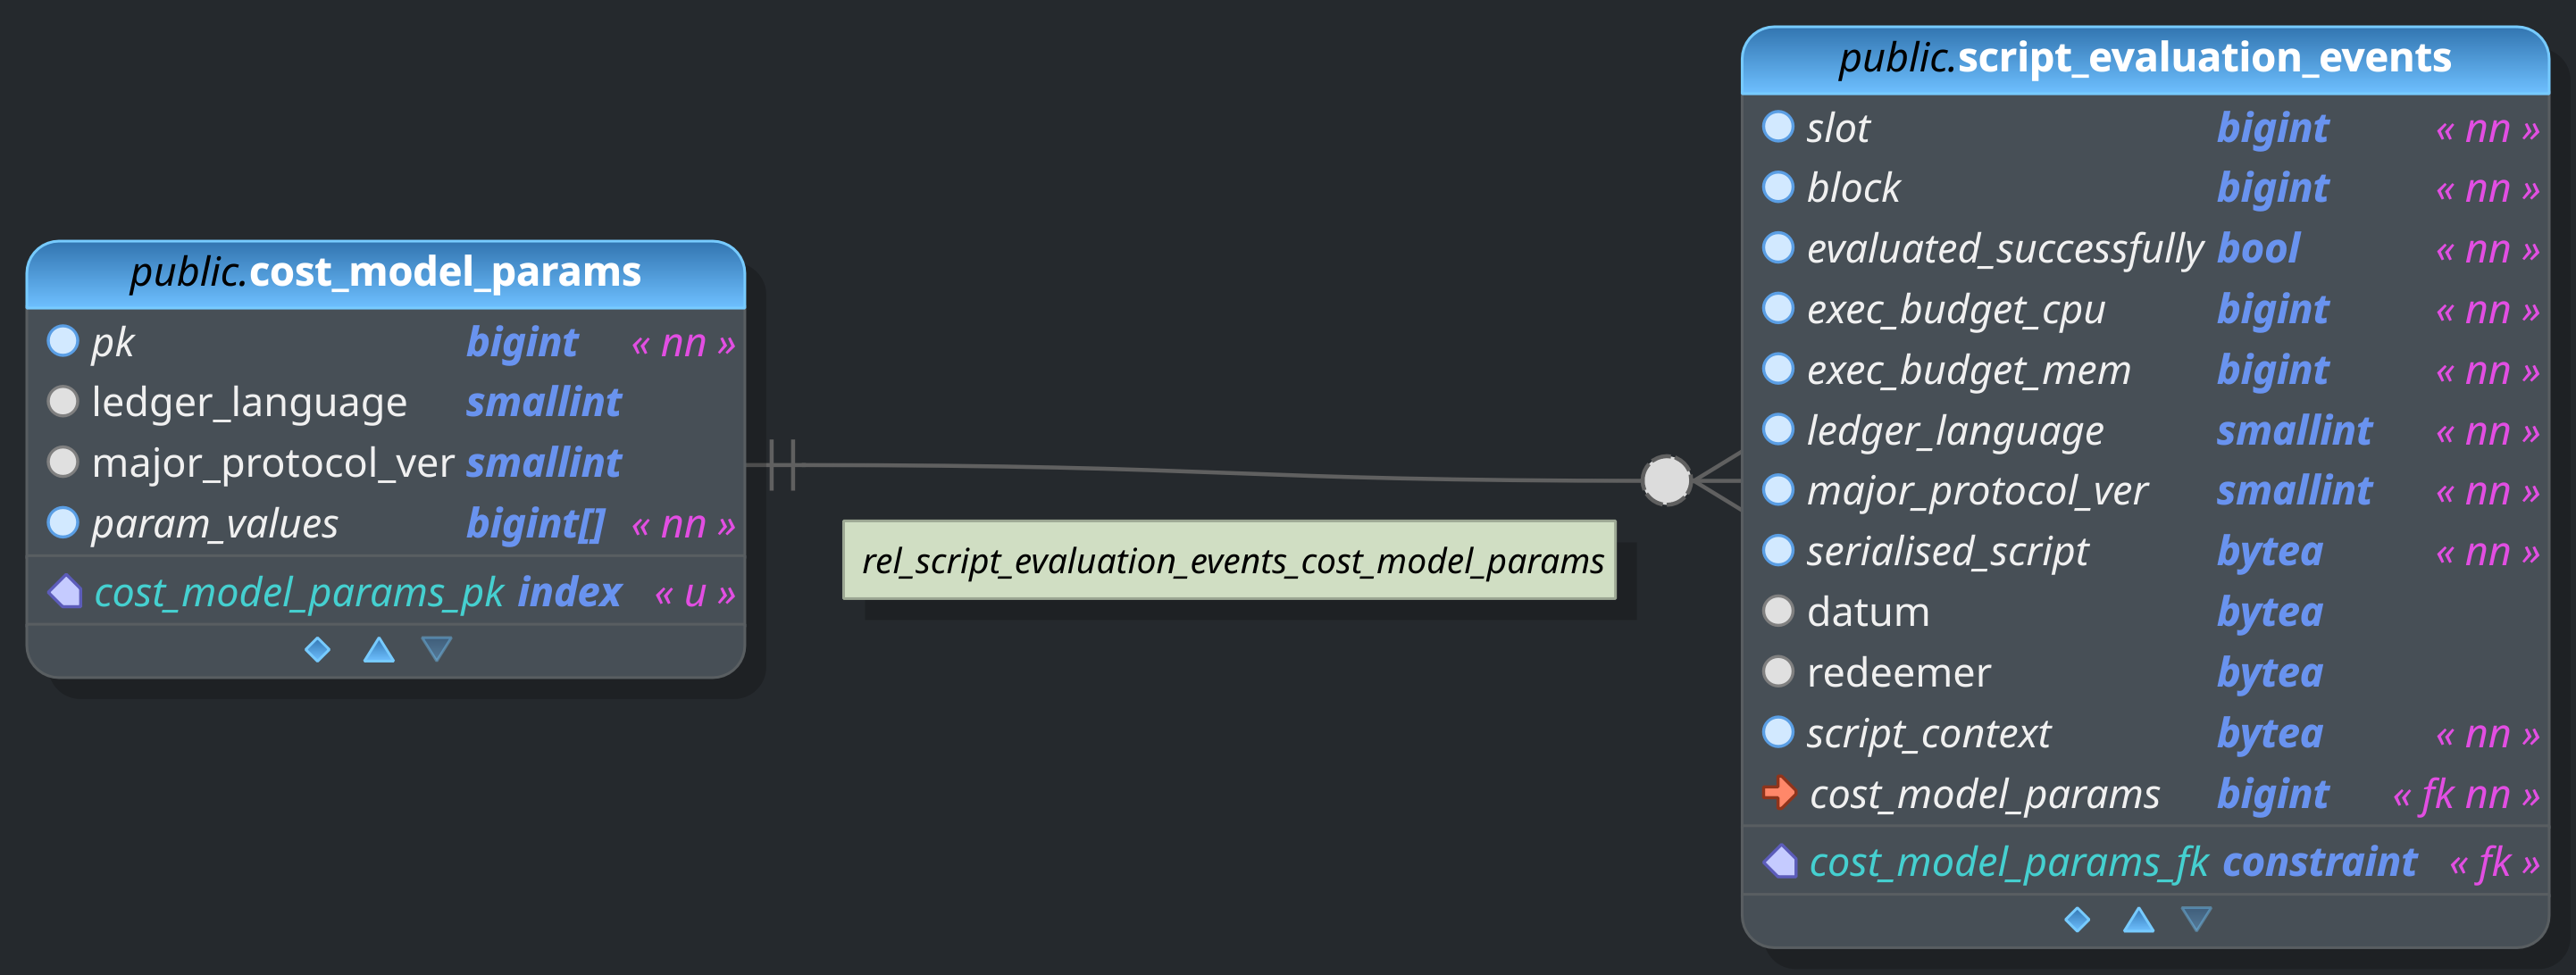 public.cost_model_params
pk bigint « nn »
ledger_language smallint
major_protocol_ver smallint
param_values bigint[] « nn »
cost_model_params_pk index « u »
rel_script_evaluation_events_cost_model_params
public.script_evaluation_events
slot bigint « nn »
block bigint « nn »
evaluated_successfully bool « nn »
exec_budget_cpu bigint « nn »
exec_budget_mem bigint « nn »
ledger_language smallint « nn »
major_protocol_ver smallint « nn »
serialised_script bytea « nn »
datum bytea
redeemer bytea
script_context bytea « nn »
cost_model_params bigint « fk nn »
cost_model_params_fk constraint « fk »